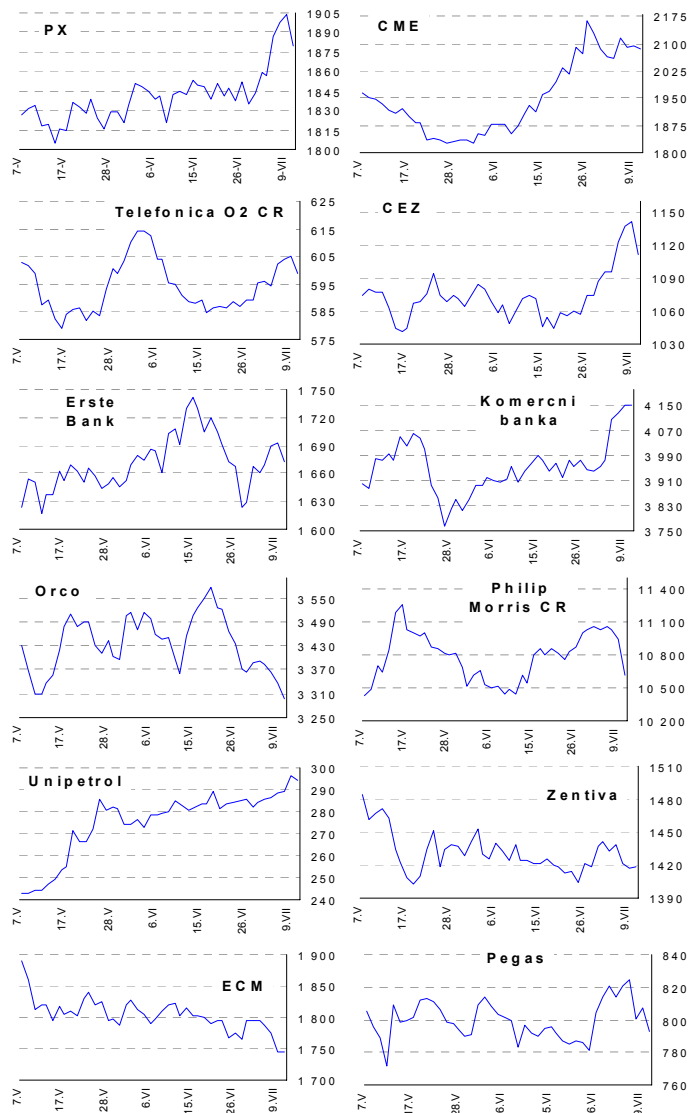 PX
1905
1890
1875
1860
1845
1830
1815
1800
7.V
17-V
28-V
6-VI
15-VI
26-VI
9-VII
CME
2175
2100
2025
1950
1875
1800
7.V
17.V
28.V
6.VI
15.VI
26.VI
9.VII
Telefonica O2 CR
625
615
605
595
585
575
7.V
17.V
28.V
6.VI
15.VI
26.VI
9.VII
CEZ
1150
1120
1090
1060
1030
7.V
17.V
28.V
6.VI
15.VI
26.VI
9.VII
Erste
Bank
1 750
1 720
1 690
1 660
1 630
1 600
7.V
17.V
28.V
6.VI
15.VI
26.VI
9.VII
Komercni
banka
4 150
4 070
3 990
3 910
3 830
3 750
7.V
17.V
28.V
6.VI
15.VI
26.VI
9.VII
Orco
3 550
3 490
3 430
3 370
3 310
3 250
7.V
17.V
28.V
6.VI
15.VI
26.VI
9.VII
Philip
Morris CR
11 400
11 100
10 800
10 500
10 200
7.V
17.V
28.V
6.VI
15.VI
26.VI
9.VII
Unipetrol
300
290
280
270
260
250
240
7.V
17.V
28.V
6.VI
15.VI
26.VI
9.VII
Zentiva
1510
1480
1450
1420
1390
7.V
17.V
28.V
6.VI
15.VI
26.VI
9.VII
ECM
1 900
1 850
1 800
1 750
1 700
7.V
17.V
28.V
6.VI
15.VI
26.VI
9.VII
Pegas
840
820
800
780
760
7.V
17.V
28.V
6.VI
5.VI
6.VI
9.VII